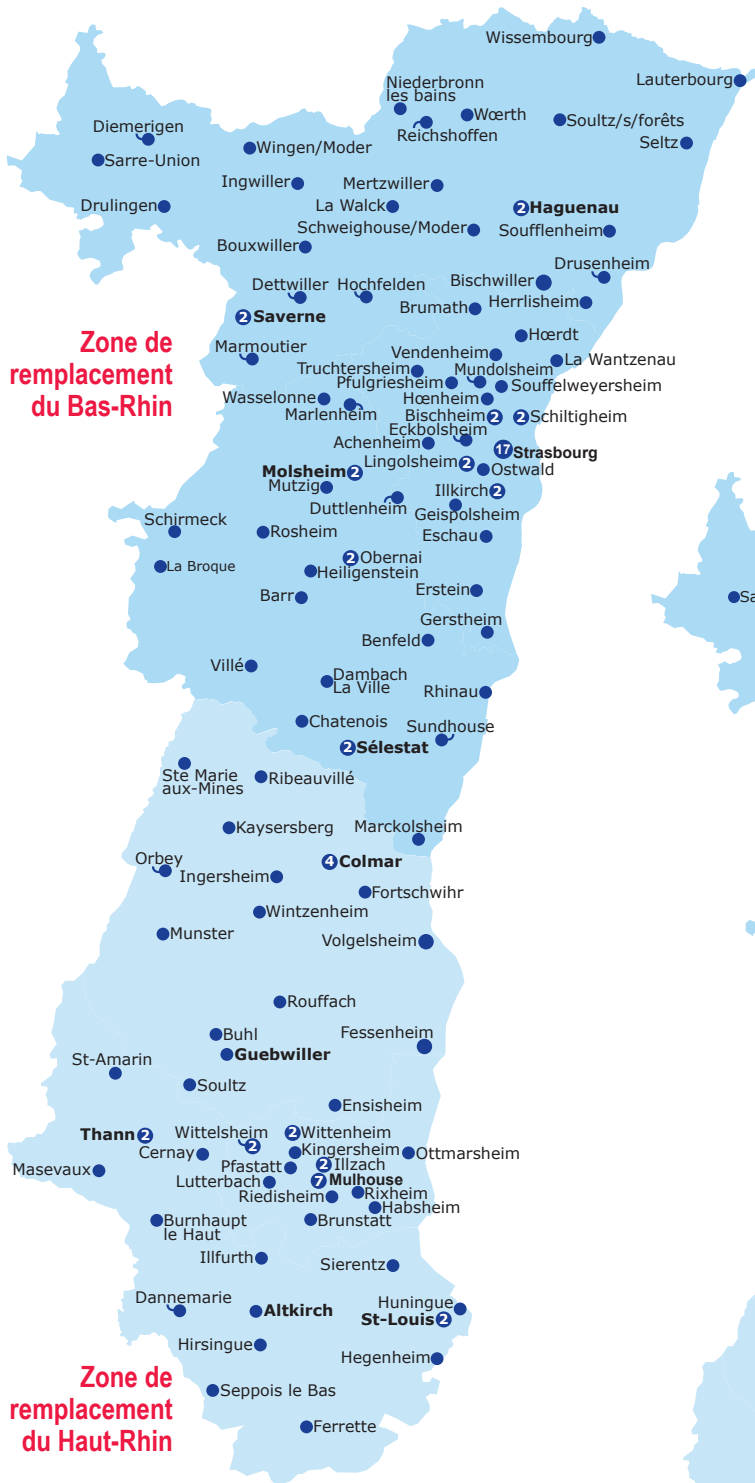 Wissembourg
Lauterbourg
Niederbronn
les bains
Wœrth
Soultz/s/forêts
Reichshoffen
Seltz
Diemerigen
Sarre-Union
Wingen/Moder
Ingwiller
Mertzwiller
Drulingen
La Walck
2 Haguenau
Schweighouse/Moder
Soufflenheim
Bouxwiller
Drusenheim
Dettwiller
Hochfelden
Bischwiller
Herrlisheim
Brumath
2 Saverne
Zone de
remplacement
du Bas-Rhin
Hœrdt
Marmoutier
Vendenheim
La Wantzenau
Truchtersheim
Mundolsheim
Pfulgriesheim
Souffelweyersheim
Wasselonne
Hœnheim
Marlenheim
Bischheim 2
2 Schiltigheim
Eckbolsheim
Achenheim
17 Strasbourg
Lingolsheim 2
Ostwald
Molsheim 2
Mutzig
Illkirch 2
Duttlenheim
Geispolsheim
Schirmeck
Rosheim
Eschau
2 Obernai
La Broque
Heiligenstein
Barr
Erstein
Sa
Gerstheim
Benfeld
Villé
Dambach
La Ville
Rhinau
Chatenois
Sundhouse
2 Sélestat
Ste Marie
aux-Mines
Ribeauvillé
Kaysersberg
Marckolsheim
Orbey
4 Colmar
Ingersheim
Fortschwihr
Wintzenheim
Munster
Volgelsheim
Rouffach
Buhl
Fessenheim
Guebwiller
St-Amarin
Soultz
Ensisheim
Thann 2
Wittelsheim
2
2 Wittenheim
Cernay
Kingersheim
Ottmarsheim
Pfastatt
2 Illzach
Masevaux
Lutterbach
7 Mulhouse
Riedisheim
Rixheim
Habsheim
Burnhaupt
le Haut
Brunstatt
Illfurth
Sierentz
Dannemarie
Altkirch
Huningue
St-Louis 2
Hirsingue
Hegenheim
Zone de
remplacement
du Haut-Rhin
Seppois le Bas
Ferrette